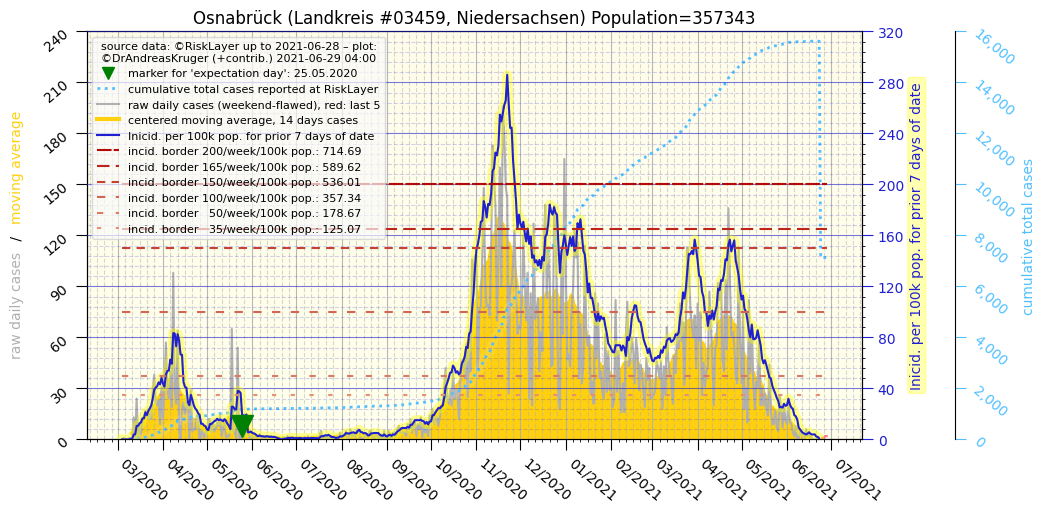 Osnabrück (Landkreis #03459, Niedersachsen) Population=357343
source data: ©RiskLayer up to 2021-06-28 – plot:
©DrAndreasKruger (+contrib.) 2021-06-29 04:00
marker for 'expectation day': 25.05.2020
cumulative total cases reported at RiskLayer
raw daily cases (weekend-flawed), red: last 5
centered moving average, 14 days cases
Inicid. per 100k pop. for prior 7 days of date
incid. border 200/week/100k pop.: 714.69
incid. border 165/week/100k pop.: 589.62
incid. border 150/week/100k pop.: 536.01
incid. border 100/week/100k pop.: 357.34
incid. border   50/week/100k pop.: 178.67
incid. border   35/week/100k pop.: 125.07
raw daily cases / moving average
240
210
180
150
120
90
60
30
0
03/2020
04/2020
05/2020
06/2020
07/2020
08/2020
09/2020
10/2020
11/2020
12/2020
01/2021
02/2021
03/2021
04/2021
05/2021
06/2021
07/2021
320
280
240
200
160
120
80
40
0
Inicid. per 100k pop. for prior 7 days of date
16,000
14,000
12,000
10,000
8,000
6,000
4,000
2,000
0
cumulative total cases